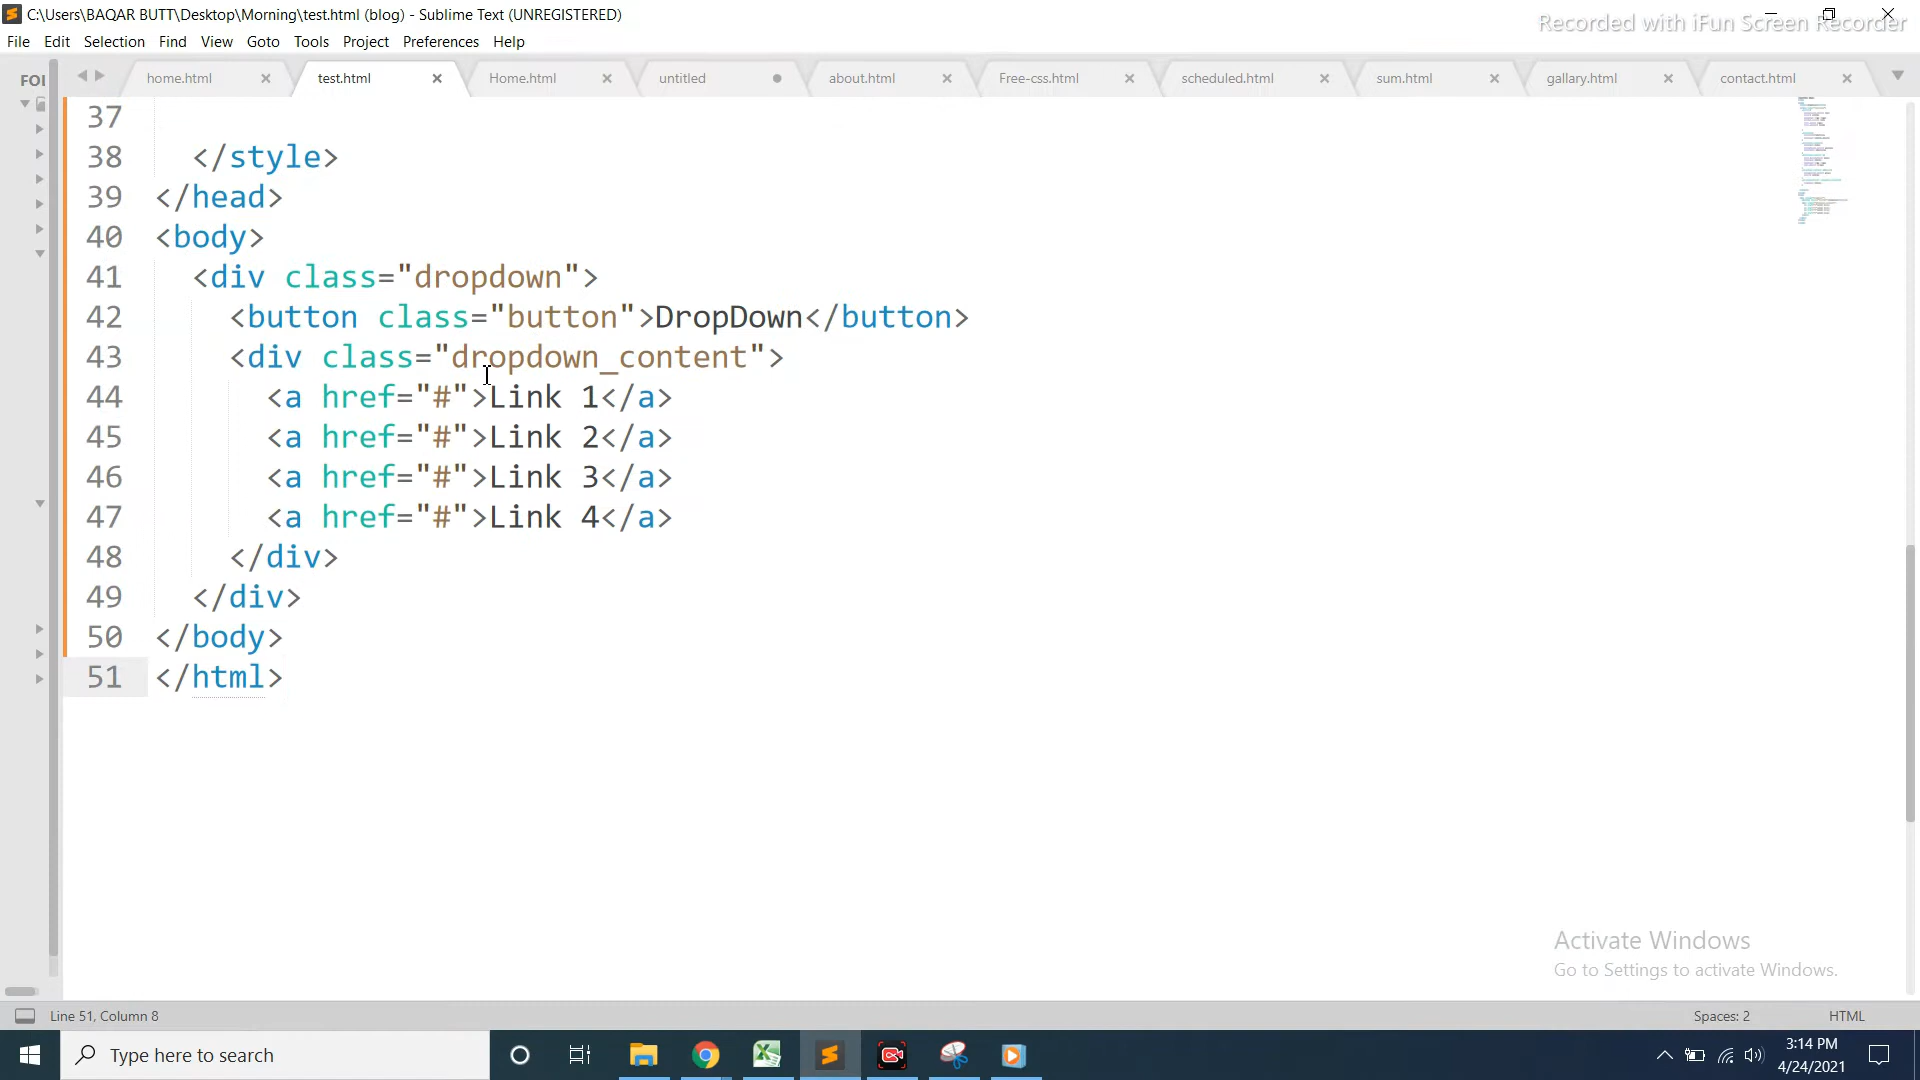 C:\Users\BAQAR BUTT\Desktop\Morning\test.html (blog) - Sublime Text (UNREGISTERED)
Recorded with iFun Screen Recorder
File Edit Selection Find View Goto Tools Project Preferences Help
FOI
home.html test.html Home.html untitled about.html Free-css.html scheduled.html sum.html gallary.html contact.html
37
38 </style>
39 </head>
40 <body>
41 <div class="dropdown">
42 <button class="button">DropDown</button>
43 <div class="dropdown_content">
44 <a href="#">Link 1</a>
45 <a href="#">Link 2</a>
46 <a href="#">Link 3</a>
47 <a href="#">Link 4</a>
48 </div>
49 </div>
50 </body>
51 </html>
Activate Windows
Go to Settings to activate Windows.
Line 51, Column 8 Spaces: 2 HTML
Type here to search
3:14 PM
4/24/2021